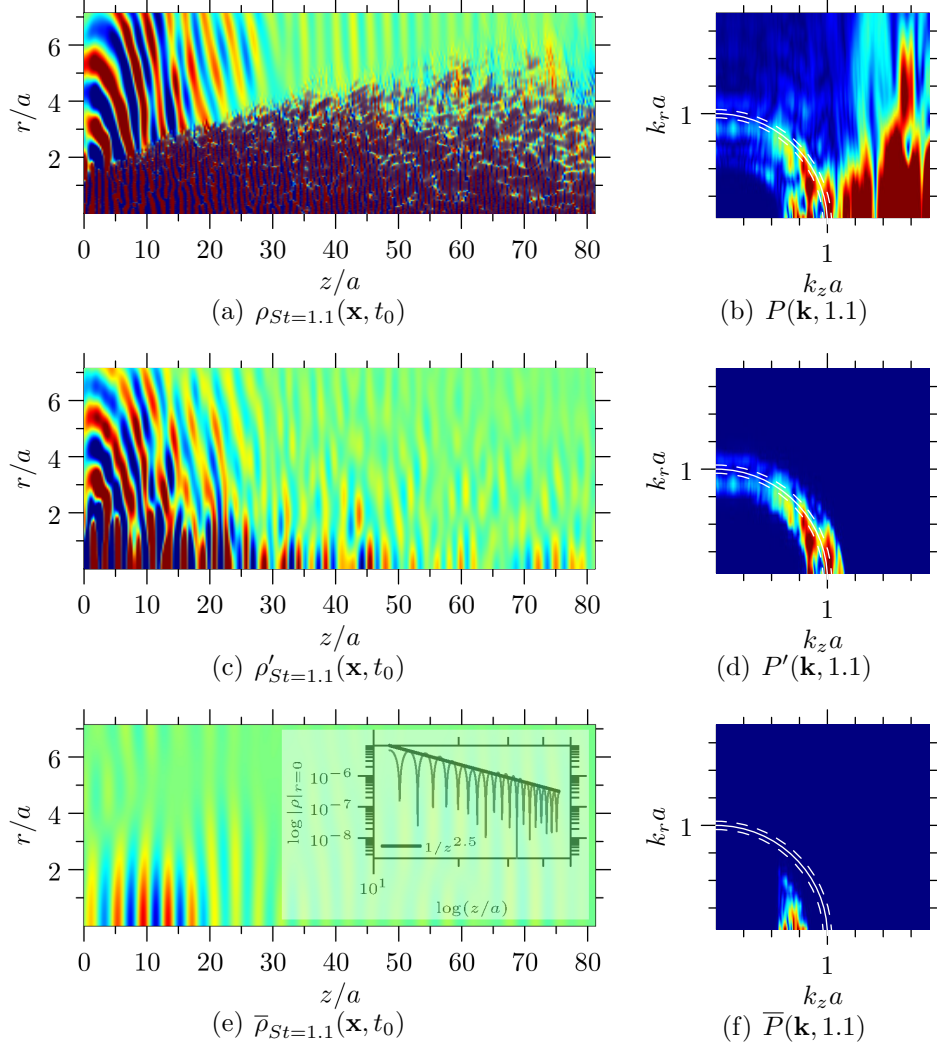 6
4
2
r/a
0 10 20 30 40 50 60 70 80
z/a
(a) ρ_{St=1.1}(x, t_0)
k_r a
1
1
k_z a
(b) P(k, 1.1)
6
4
2
r/a
0 10 20 30 40 50 60 70 80
z/a
(c) ρ′_{St=1.1}(x, t_0)
k_r a
1
1
k_z a
(d) P′(k, 1.1)
6
4
2
r/a
log |ρ|_{r=0}
10^{-6}
10^{-7}
10^{-8}
1/z^{2.5}
10^1
log(z/a)
0 10 20 30 40 50 60 70 80
z/a
(e) ρ̅_{St=1.1}(x, t_0)
k_r a
1
1
k_z a
(f) P̅(k, 1.1)